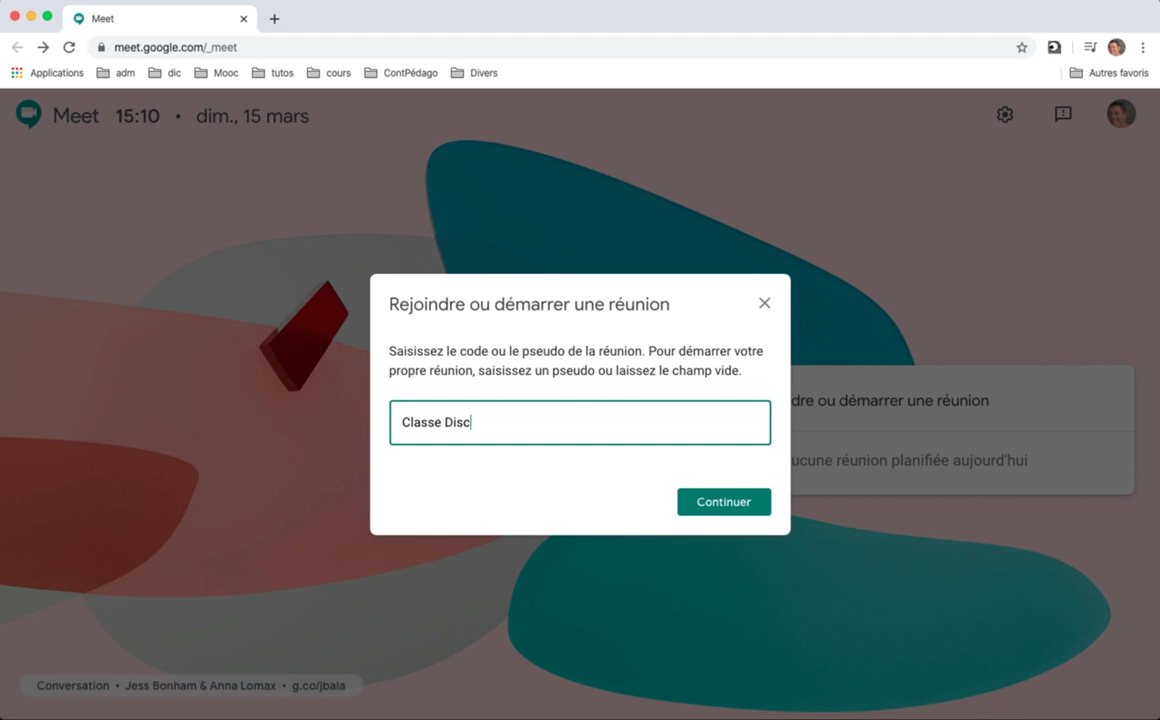 Meet
meet.google.com/_meet
Applications adm dic Mooc tutos cours ContPédago Divers Autres favoris
Meet 15:10 • dim., 15 mars
Rejoindre ou démarrer une réunion
Saisissez le code ou le pseudo de la réunion. Pour démarrer votre
propre réunion, saisissez un pseudo ou laissez le champ vide.
Classe Disc
Continuer
dre ou démarrer une réunion
ucune réunion planifiée aujourd'hui
Conversation • Jess Bonham & Anna Lomax • g.co/jbala